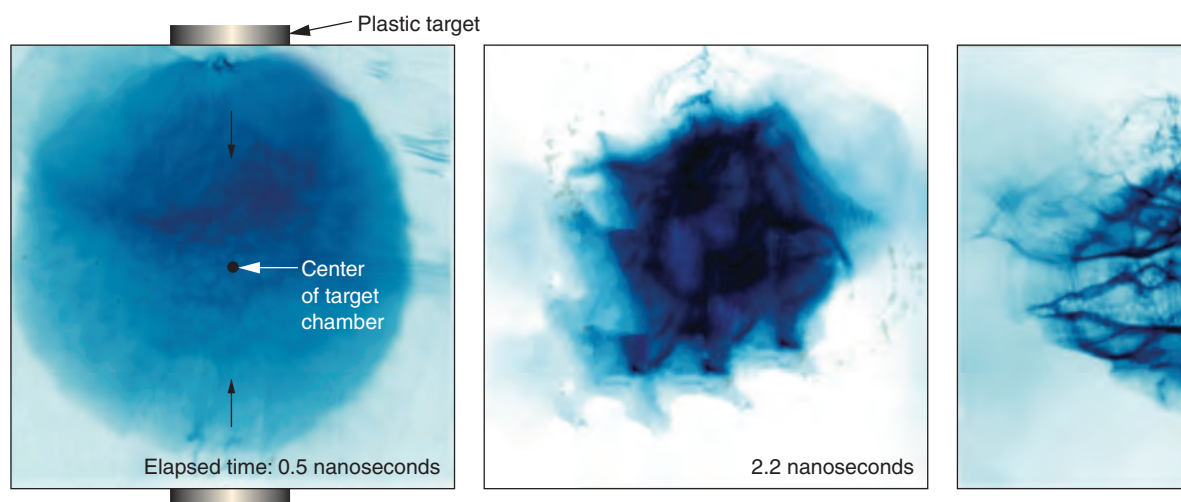 Plastic target
Center
of target
chamber
Elapsed time: 0.5 nanoseconds
2.2 nanoseconds